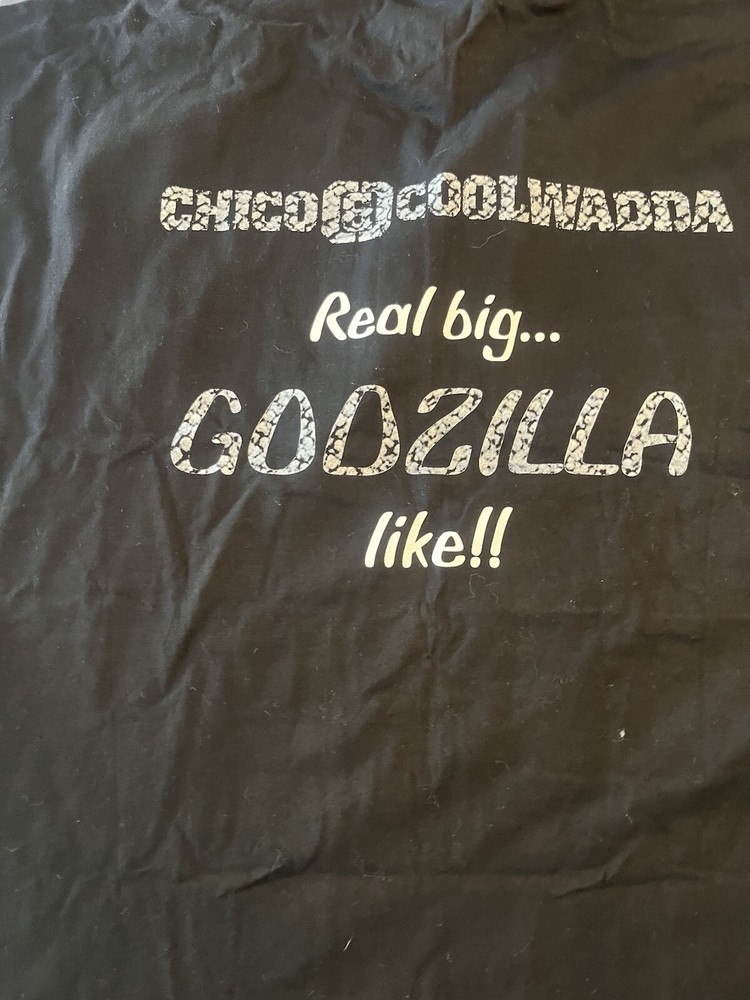 CHICO & COOLWADDA
Real big...
GODZILLA
like!!